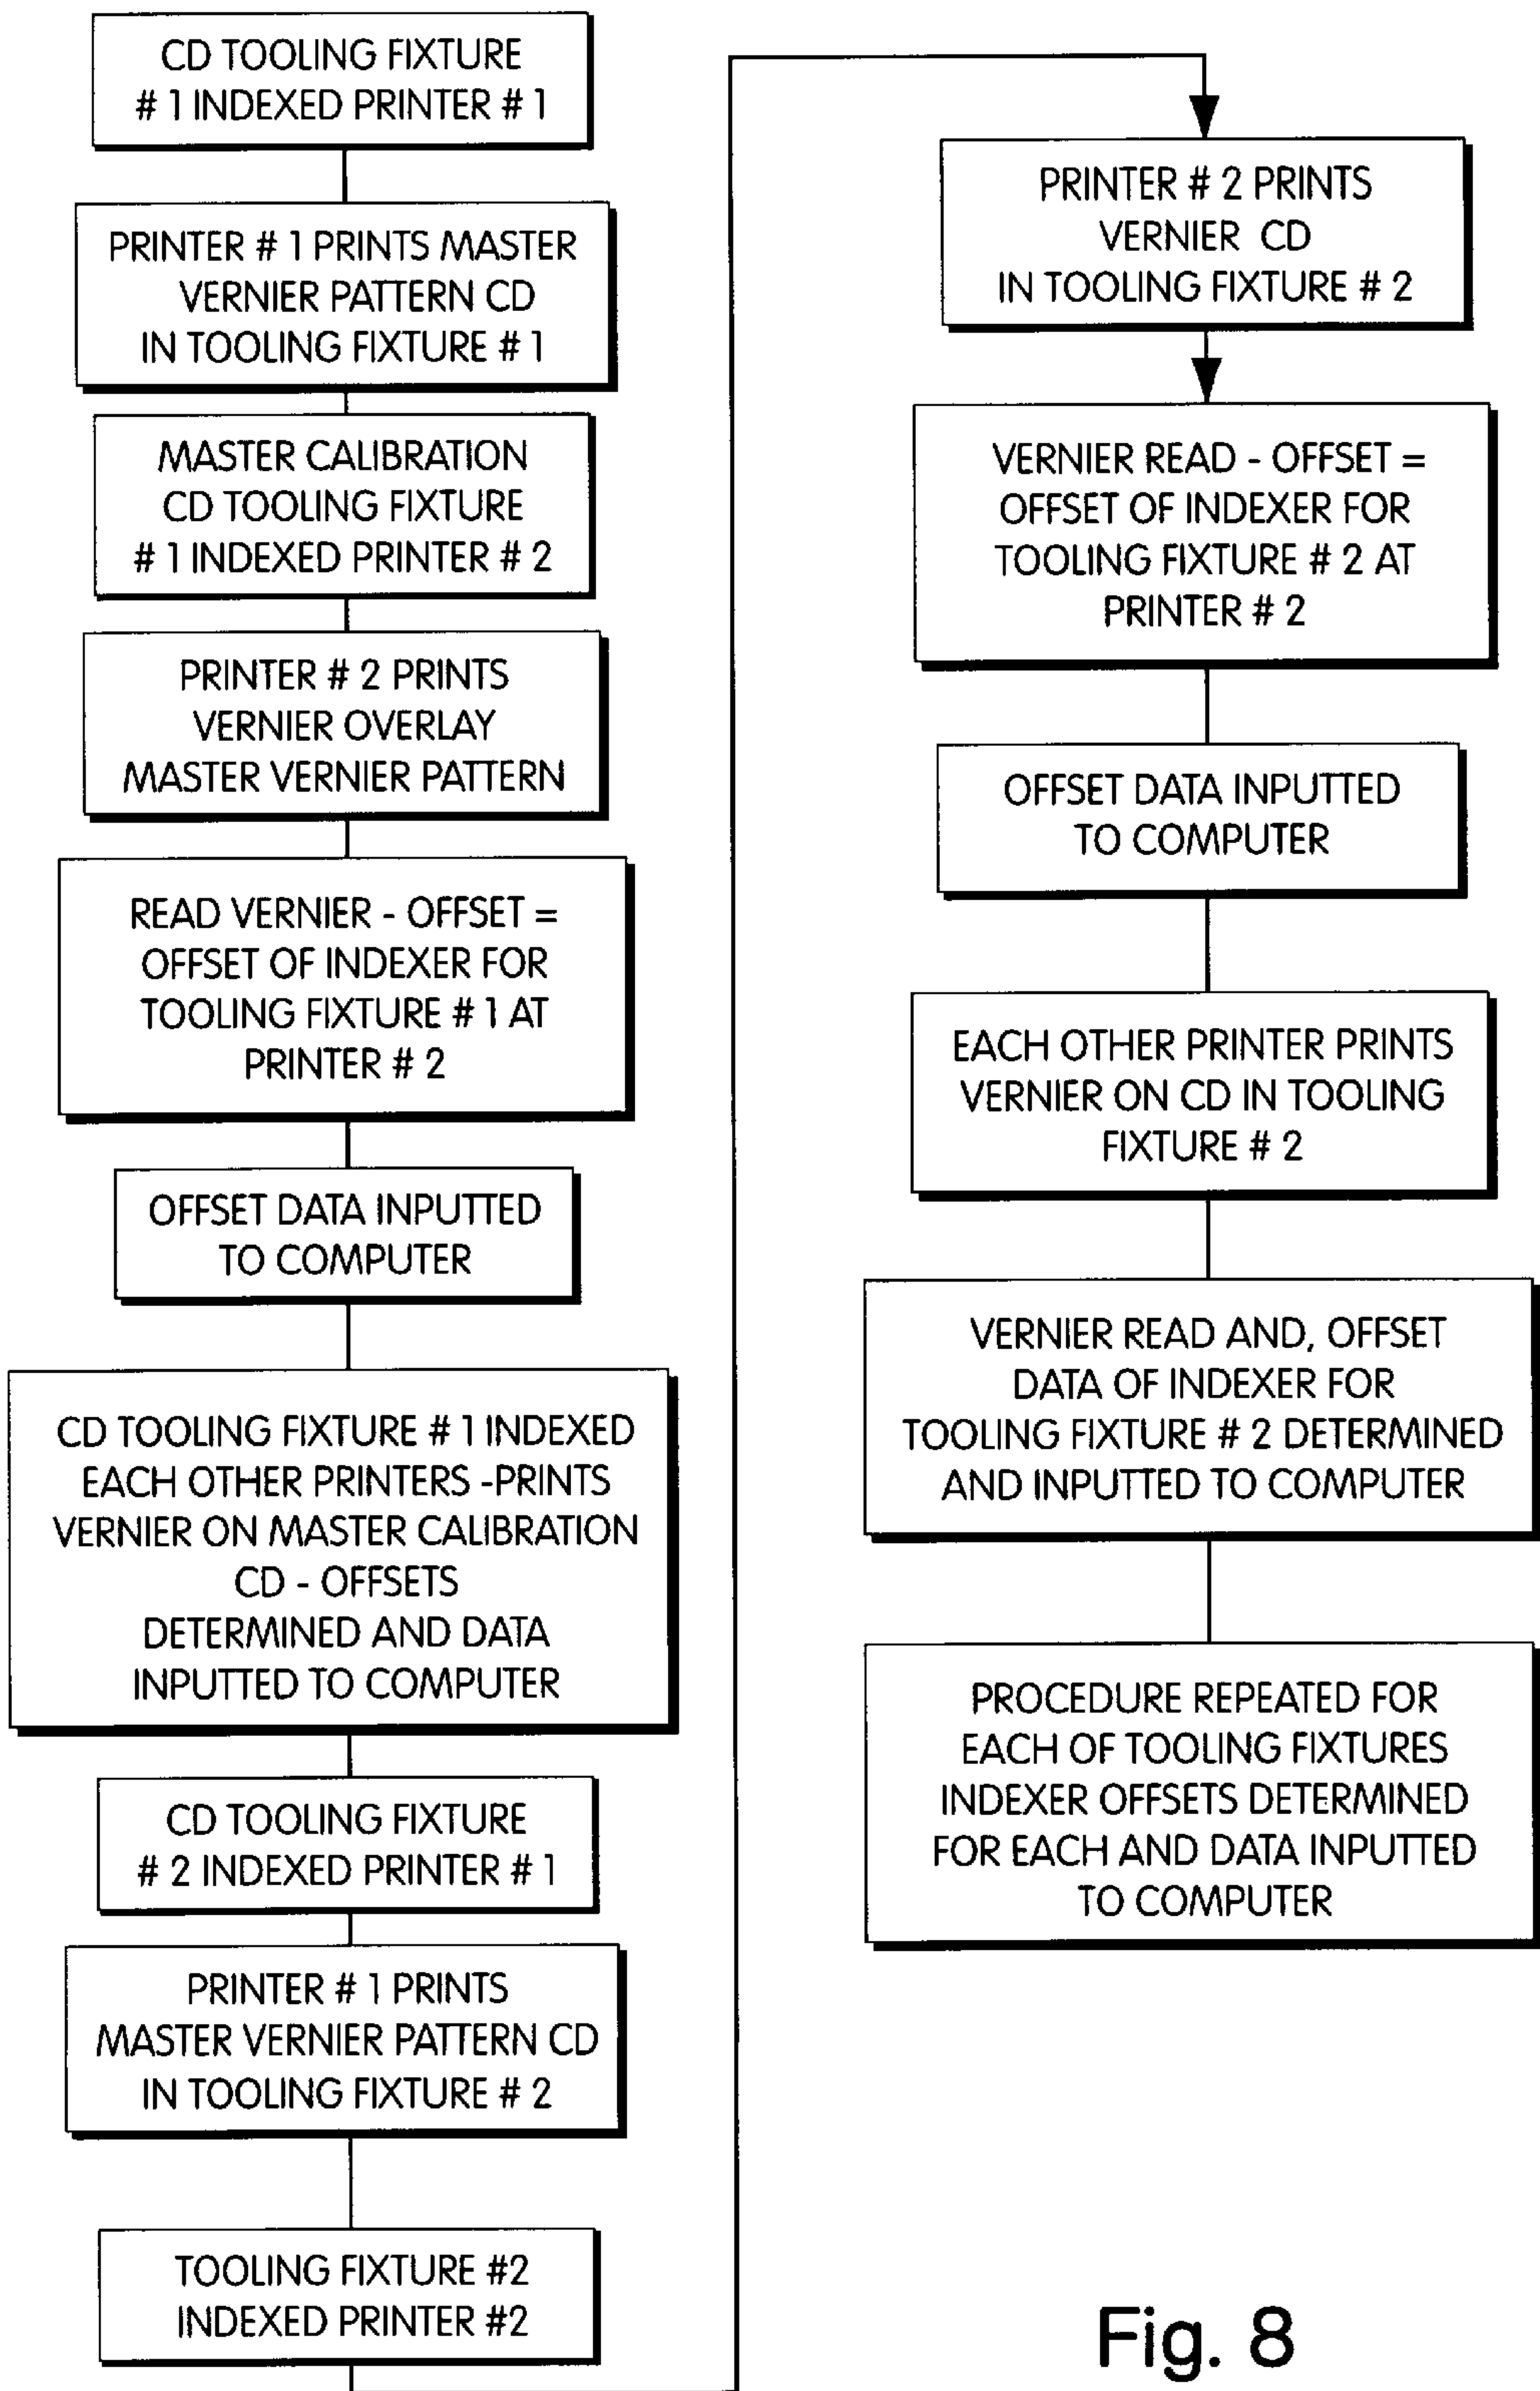 CD TOOLING FIXTURE
# 1 INDEXED PRINTER # 1
PRINTER # 1 PRINTS MASTER
VERNIER PATTERN CD
IN TOOLING FIXTURE # 1
MASTER CALIBRATION
CD TOOLING FIXTURE
# 1 INDEXED PRINTER # 2
PRINTER # 2 PRINTS
VERNIER OVERLAY
MASTER VERNIER PATTERN
READ VERNIER - OFFSET =
OFFSET OF INDEXER FOR
TOOLING FIXTURE # 1 AT
PRINTER # 2
OFFSET DATA INPUTTED
TO COMPUTER
CD TOOLING FIXTURE # 1 INDEXED
EACH OTHER PRINTERS -PRINTS
VERNIER ON MASTER CALIBRATION
CD - OFFSETS
DETERMINED AND DATA
INPUTTED TO COMPUTER
CD TOOLING FIXTURE
# 2 INDEXED PRINTER # 1
PRINTER # 1 PRINTS
MASTER VERNIER PATTERN CD
IN TOOLING FIXTURE # 2
TOOLING FIXTURE #2
INDEXED PRINTER #2
PRINTER # 2 PRINTS
VERNIER CD
IN TOOLING FIXTURE # 2
VERNIER READ - OFFSET =
OFFSET OF INDEXER FOR
TOOLING FIXTURE # 2 AT
PRINTER # 2
OFFSET DATA INPUTTED
TO COMPUTER
EACH OTHER PRINTER PRINTS
VERNIER ON CD IN TOOLING
FIXTURE # 2
VERNIER READ AND, OFFSET
DATA OF INDEXER FOR
TOOLING FIXTURE # 2 DETERMINED
AND INPUTTED TO COMPUTER
PROCEDURE REPEATED FOR
EACH OF TOOLING FIXTURES
INDEXER OFFSETS DETERMINED
FOR EACH AND DATA INPUTTED
TO COMPUTER
Fig. 8